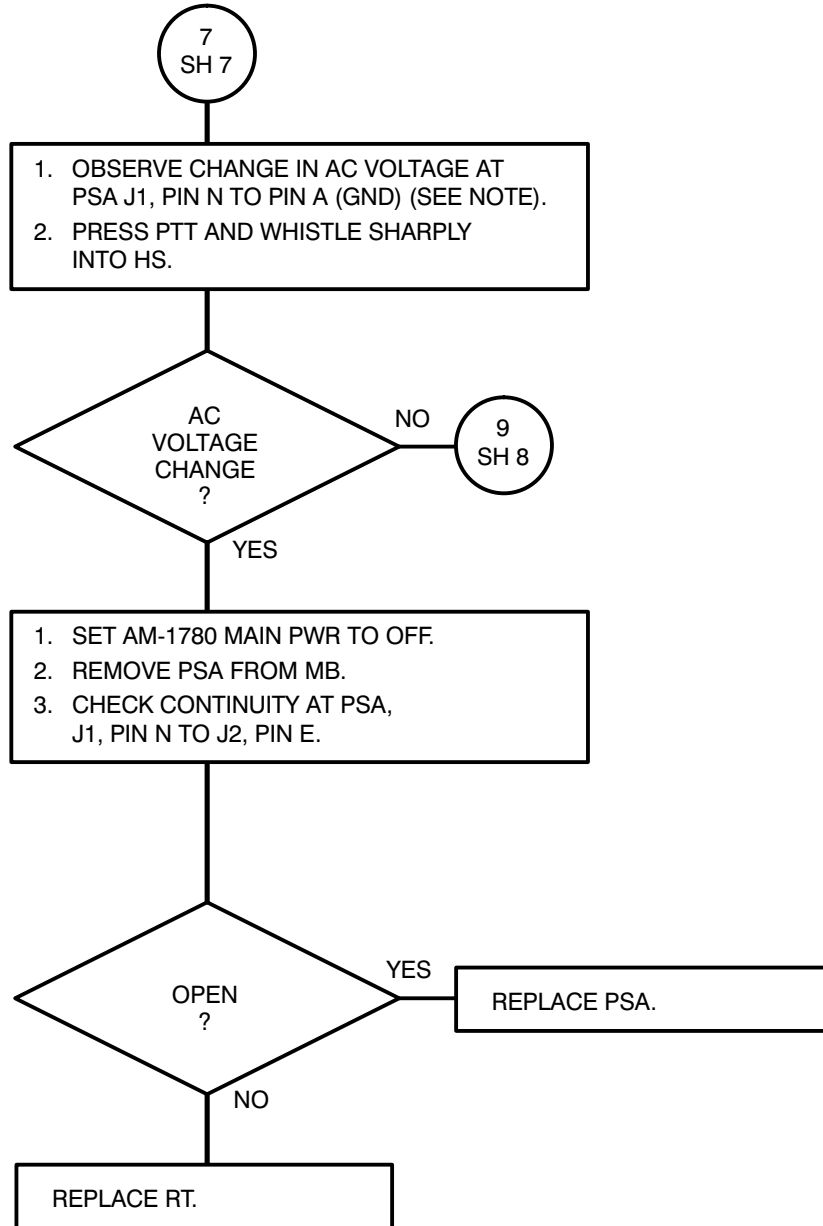 7
SH 7
1. OBSERVE CHANGE IN AC VOLTAGE AT
PSA J1, PIN N TO PIN A (GND) (SEE NOTE).
2. PRESS PTT AND WHISTLE SHARPLY
INTO HS.
AC
VOLTAGE
CHANGE
?
NO
9
SH 8
YES
1. SET AM-1780 MAIN PWR TO OFF.
2. REMOVE PSA FROM MB.
3. CHECK CONTINUITY AT PSA,
J1, PIN N TO J2, PIN E.
OPEN
?
YES
REPLACE PSA.
NO
REPLACE RT.